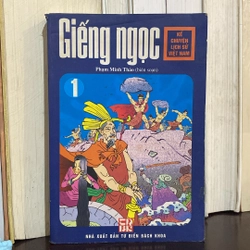 Giếng ngọc
KỂ CHUYỆN
LỊCH SỬ
VIỆT NAM
Phạm Minh Thảo (biên soạn)
1
NHÀ XUẤT BẢN TỪ ĐIỂN BÁCH KHOA